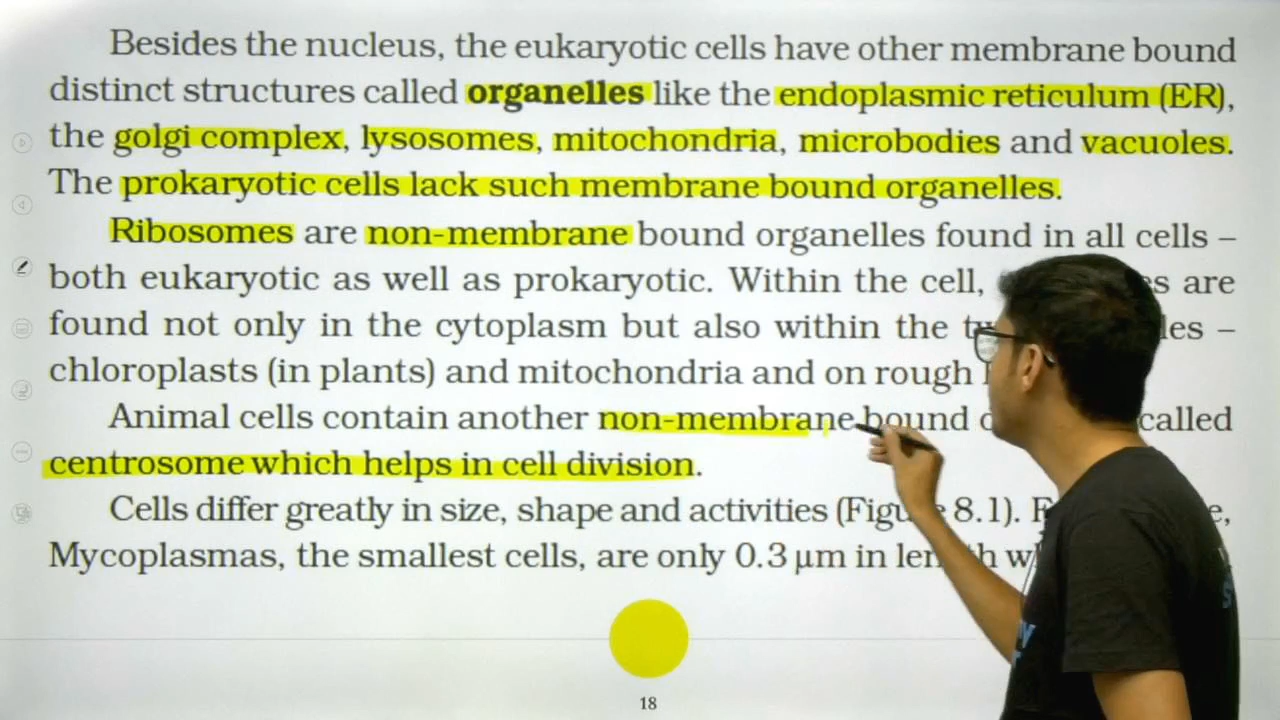 Besides the nucleus, the eukaryotic cells have other membrane bound
distinct structures called organelles like the endoplasmic reticulum (ER),
the golgi complex, lysosomes, mitochondria, microbodies and vacuoles.
The prokaryotic cells lack such membrane bound organelles.
Ribosomes are non-membrane bound organelles found in all cells –
both eukaryotic as well as prokaryotic. Within the cell, are
found not only in the cytoplasm but also within the –
chloroplasts (in plants) and mitochondria and on rough
Animal cells contain another non-membrane bound called
centrosome which helps in cell division.
Cells differ greatly in size, shape and activities (Figure 8.1).
Mycoplasmas, the smallest cells, are only 0.3 µm in length
18